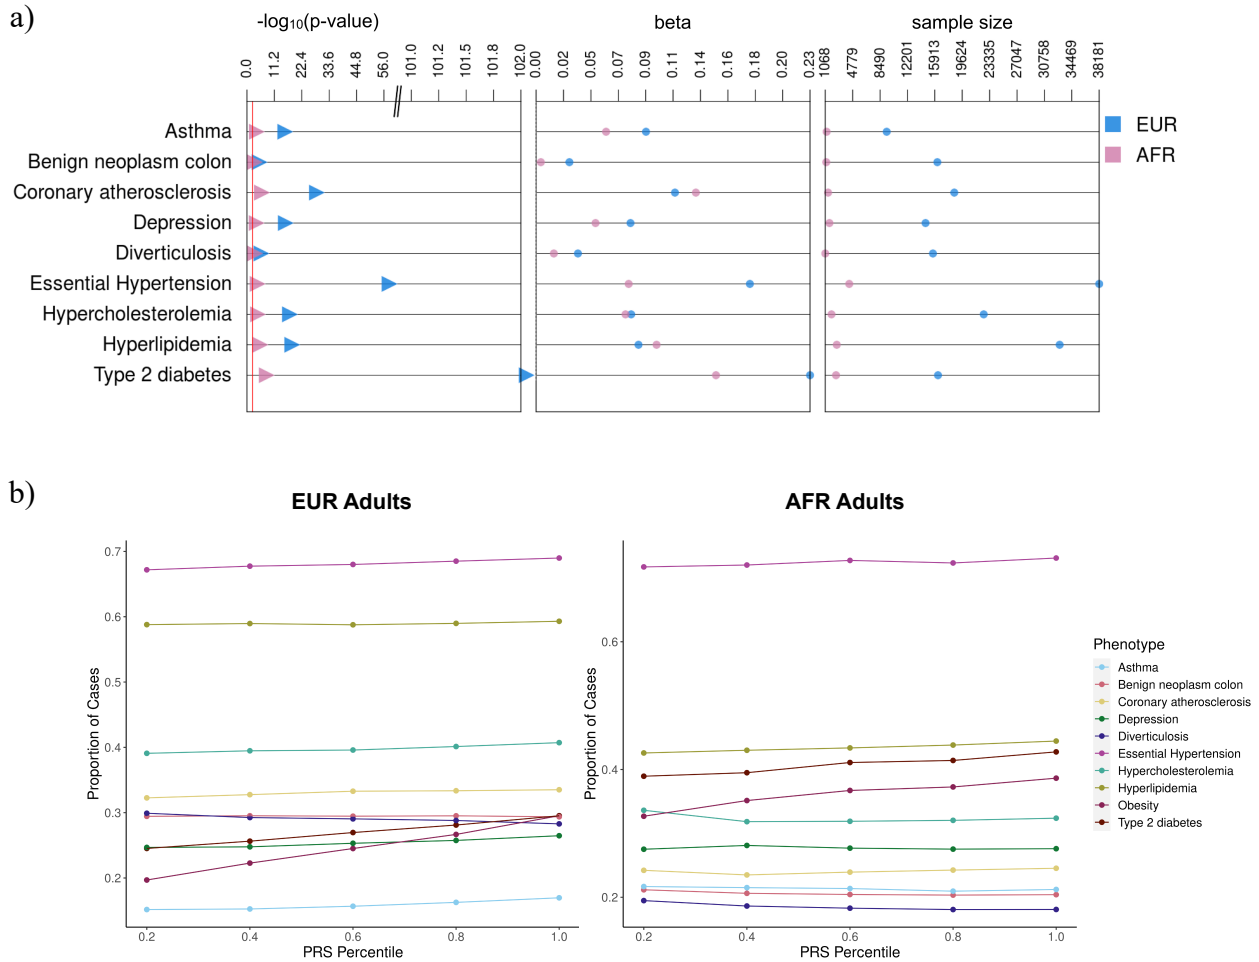 a)
-log₁₀(p-value) beta sample size
0.0 11.2 22.4 33.6 44.8 56.0 101.0 101.2 101.5 101.8 102.0 0.00 0.02 0.05 0.07 0.09 0.11 0.14 0.16 0.18 0.20 0.23 1068 4779 8490 12201 15913 19624 23335 27047 30758 34469 38181
Asthma
Benign neoplasm colon
Coronary atherosclerosis
Depression
Diverticulosis
Essential Hypertension
Hypercholesterolemia
Hyperlipidemia
Type 2 diabetes
EUR
AFR
b)
EUR Adults
Proportion of Cases
0.7
0.6
0.5
0.4
0.3
0.2
0.2 0.4 0.6 0.8 1.0
PRS Percentile
AFR Adults
Proportion of Cases
0.6
0.4
0.2
0.2 0.4 0.6 0.8 1.0
PRS Percentile
Phenotype
Asthma
Benign neoplasm colon
Coronary atherosclerosis
Depression
Diverticulosis
Essential Hypertension
Hypercholesterolemia
Hyperlipidemia
Obesity
Type 2 diabetes